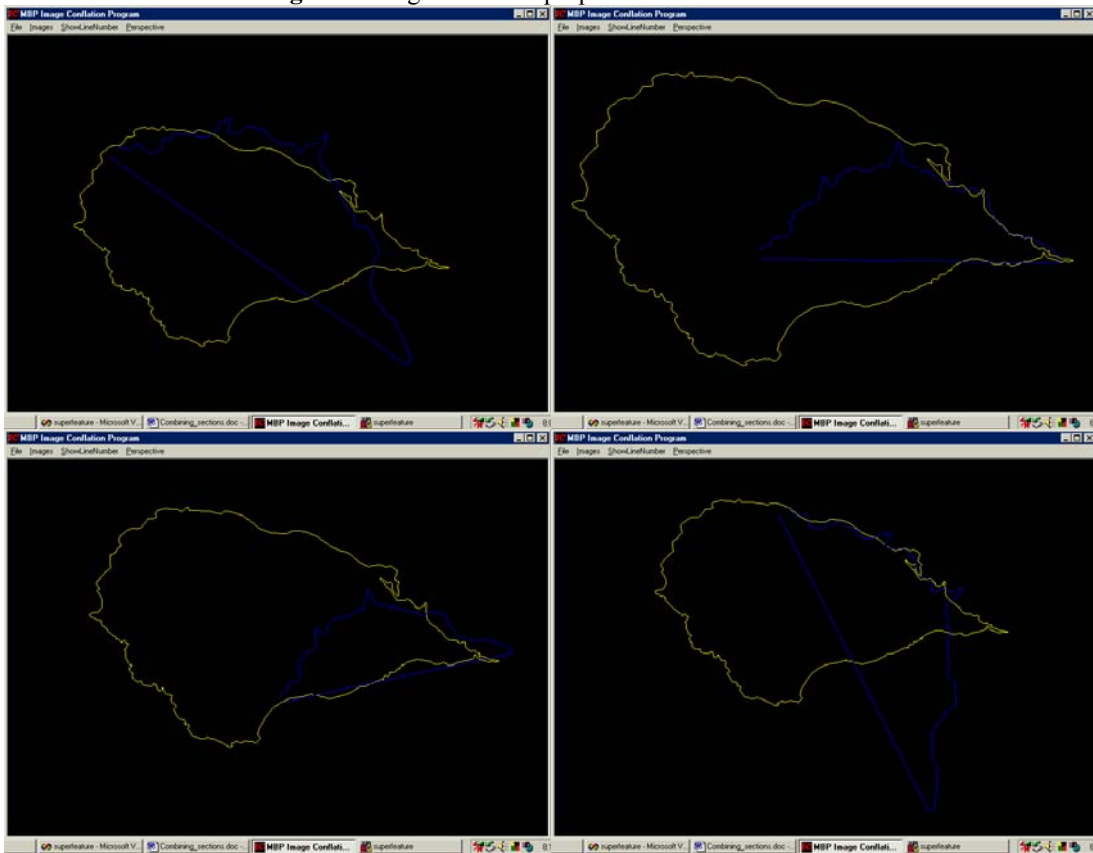 MBP Image Conflation Program
File Images ShowLineNumber Perspective
superfeature - Microsoft V... Combining_sections.doc -... MBP Image Conflati... superfeature
MBP Image Conflation Program
File Images ShowLineNumber Perspective
superfeature - Microsoft V... Combining_sections.doc -... MBP Image Conflati... superfeature
MBP Image Conflation Program
File Images ShowLineNumber Perspective
superfeature - Microsoft V... Combining_sections.doc -... MBP Image Conflati... superfeature
MBP Image Conflation Program
File Images ShowLineNumber Perspective
superfeature - Microsoft V... Combining_sections.doc -... MBP Image Conflati... superfeature